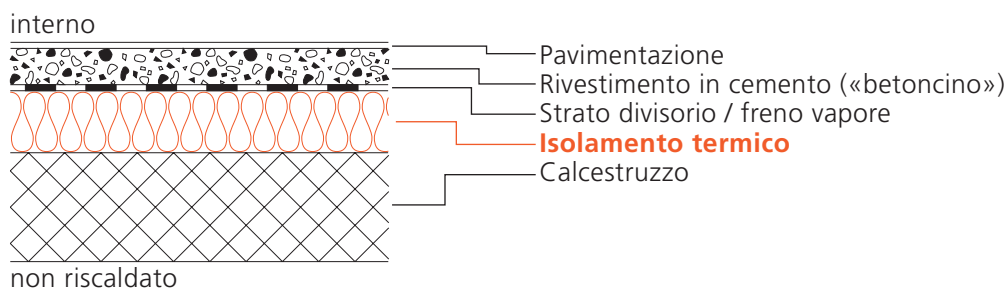 interno
Pavimentazione
Rivestimento in cemento («betoncino»)
Strato divisorio / freno vapore
Isolamento termico
Calcestruzzo
non riscaldato